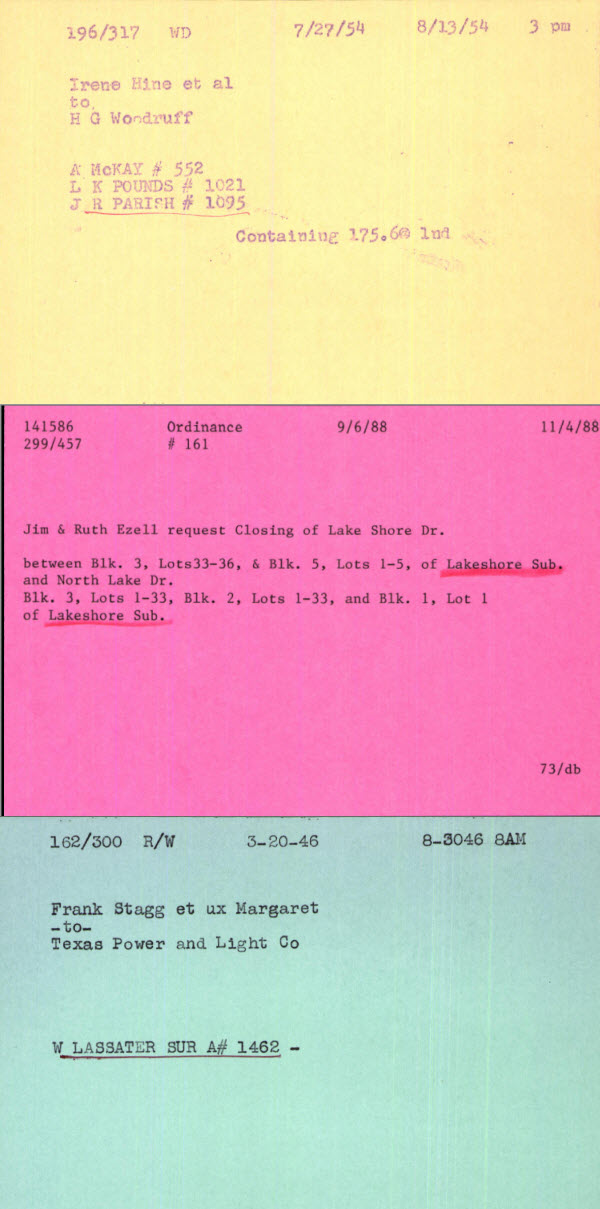 196/317 WD 7/27/54 8/13/54 3 pm
Irene Hine et al
to
H G Woodruff
A McKAY # 552
L K POUNDS # 1021
J R PARISH # 1095
Containing 175.6@ lnd
141586 Ordinance 9/6/88 11/4/88
299/457 # 161
Jim & Ruth Ezell request Closing of Lake Shore Dr.
between Blk. 3, Lots33-36, & Blk. 5, Lots 1-5, of Lakeshore Sub.
and North Lake Dr.
Blk. 3, Lots 1-33, Blk. 2, Lots 1-33, and Blk. 1, Lot 1
of Lakeshore Sub.
73/db
162/300 R/W 3-20-46 8-3046 8AM
Frank Stagg et ux Margaret
-to-
Texas Power and Light Co
W LASSATER SUR A# 1462 -